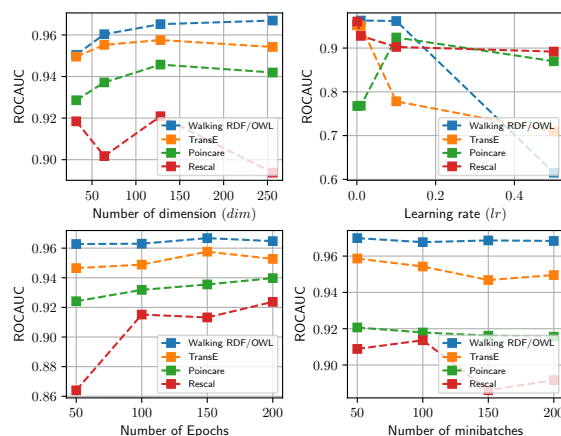 ROCAUC
0.96
0.94
0.92
0.90
Walking RDF/OWL
TransE
Poincare
Rescal
50 100 150 200 250
Number of dimension (dim)
ROCAUC
0.9
0.8
0.7
0.6
Walking RDF/OWL
TransE
Poincare
Rescal
0.0 0.2 0.4
Learning rate (lr)
ROCAUC
0.96
0.94
0.92
0.90
0.88
0.86
Walking RDF/OWL
TransE
Poincare
Rescal
50 100 150 200
Number of Epochs
ROCAUC
0.96
0.94
0.92
0.90
Walking RDF/OWL
TransE
Poincare
Rescal
50 100 150 200
Number of minibatches